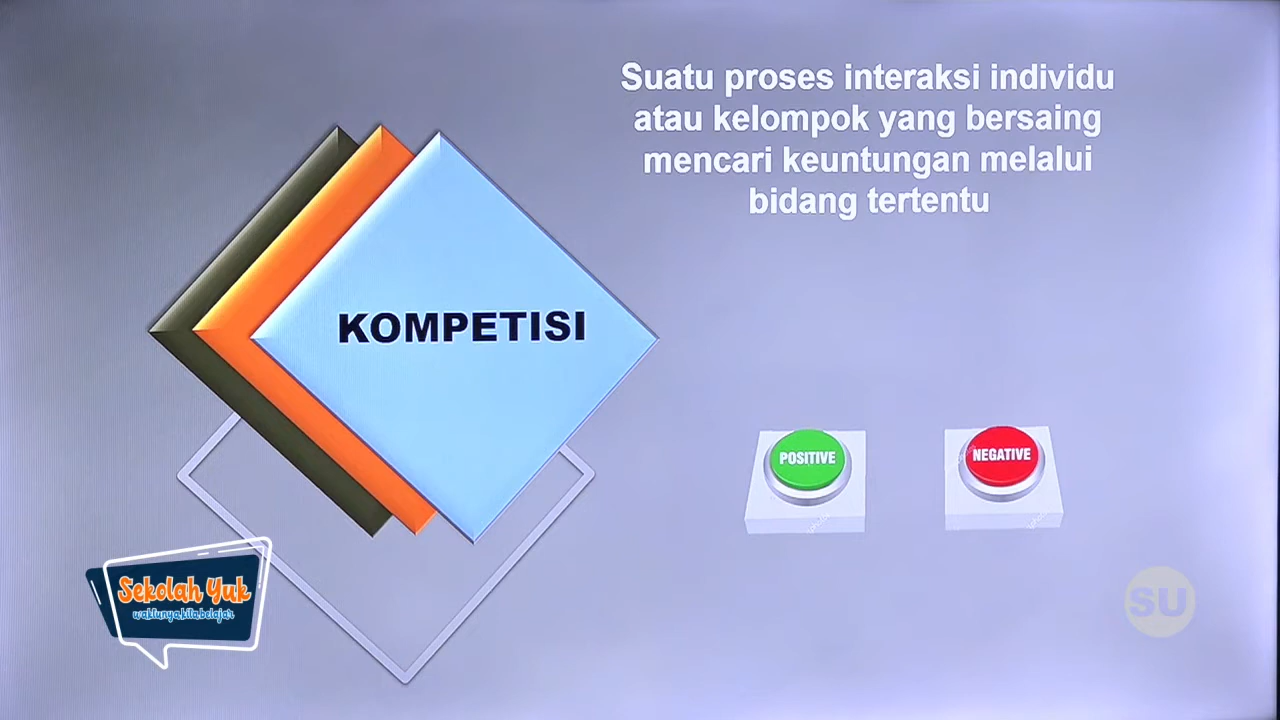 Suatu proses interaksi individu
atau kelompok yang bersaing
mencari keuntungan melalui
bidang tertentu
KOMPETISI
POSITIVE
NEGATIVE
Sekolah Yuk
waktunya kita belajar
SU